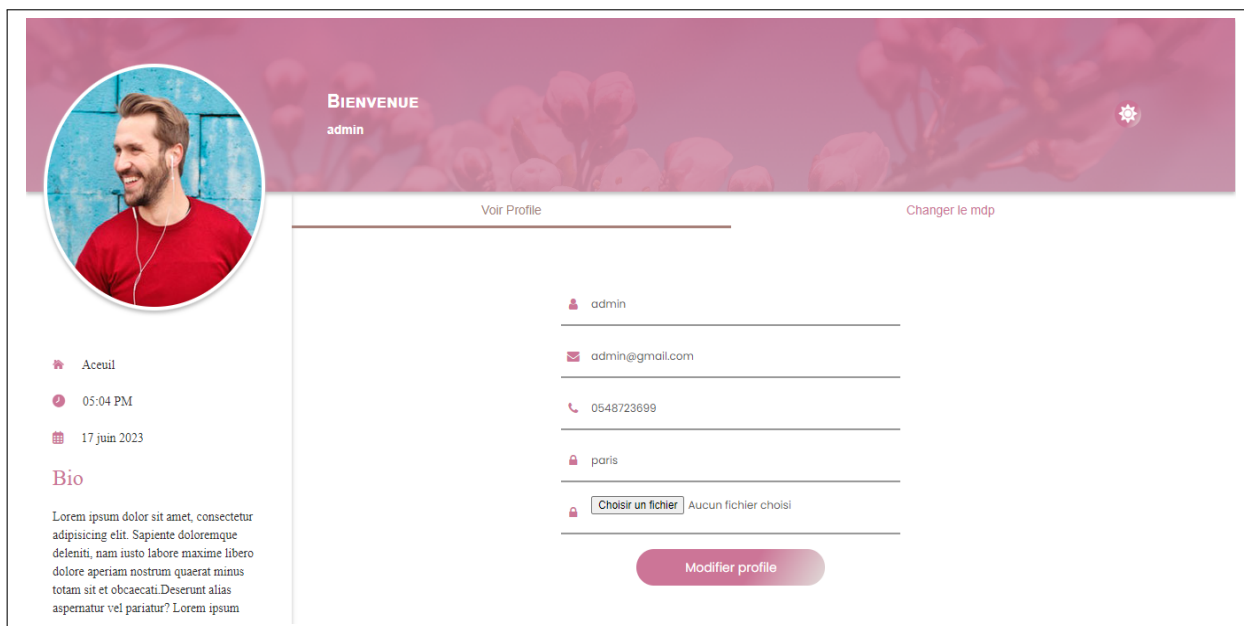 BIENVENUE
admin
Voir Profile
Changer le mdp
admin
admin@gmail.com
0548723699
paris
Choisir un fichier Aucun fichier choisi
Modifier profile
Aceuil
05:04 PM
17 juin 2023
Bio
Lorem ipsum dolor sit amet, consectetur
adipisicing elit. Sapiente doloremque
deleniti, nam iusto labore maxime libero
dolore aperiam nostrum quaerat minus
totam sit et obcaecati.Deserunt alias
aspernatur vel pariatur? Lorem ipsum